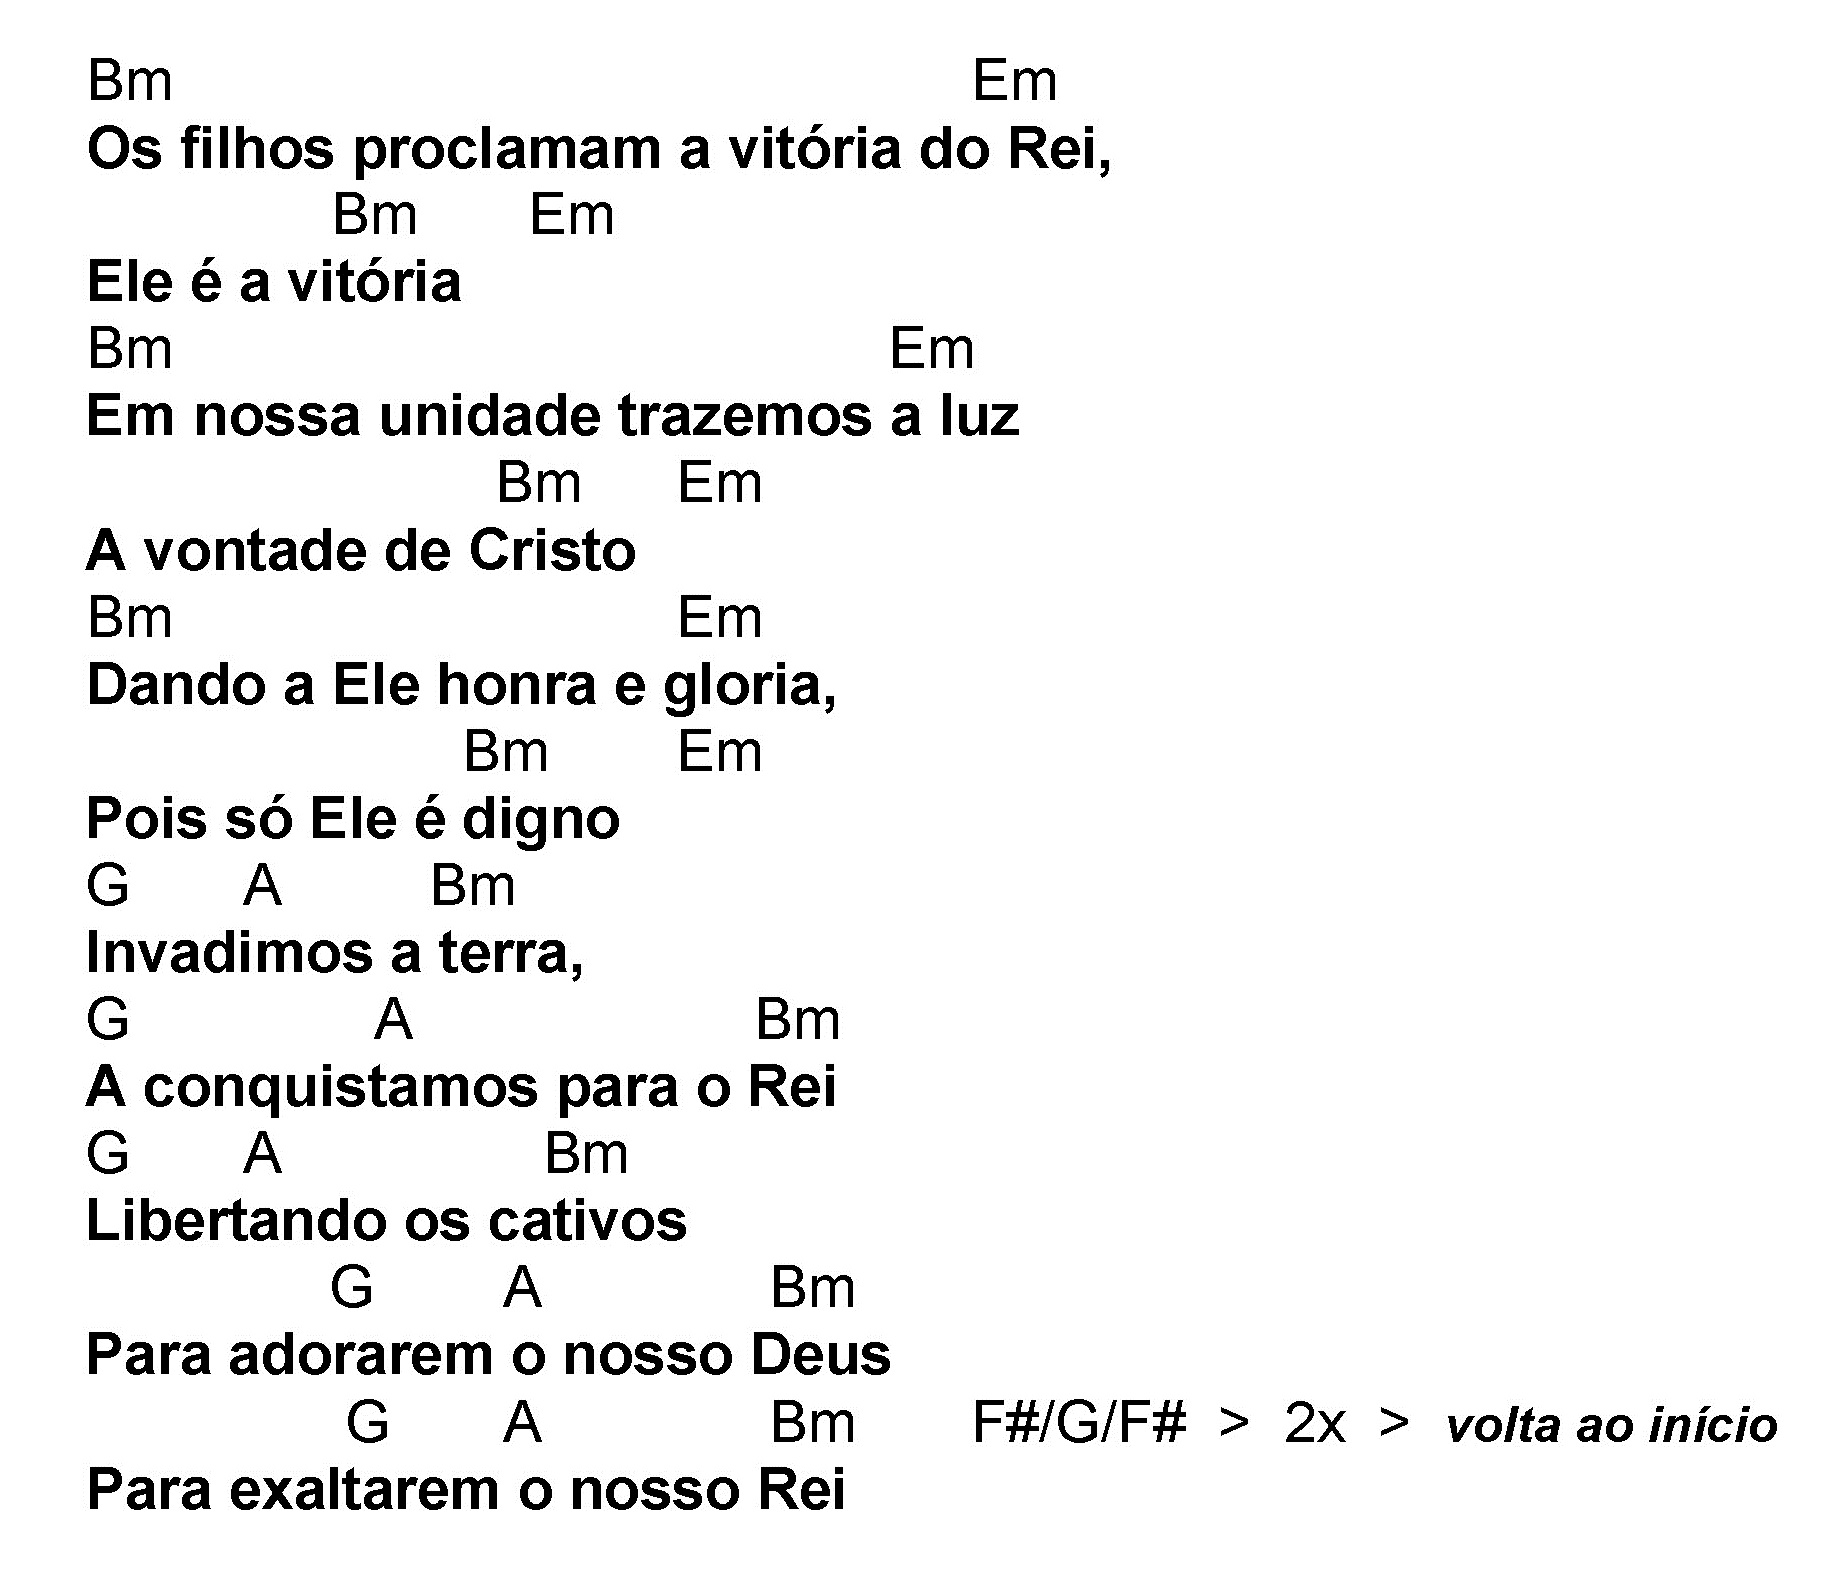 Bm Em
Os filhos proclamam a vitória do Rei,
Bm Em
Ele é a vitória
Bm Em
Em nossa unidade trazemos a luz
Bm Em
A vontade de Cristo
Bm Em
Dando a Ele honra e gloria,
Bm Em
Pois só Ele é digno
G A Bm
Invadimos a terra,
G A Bm
A conquistamos para o Rei
G A Bm
Libertando os cativos
G A Bm
Para adorarem o nosso Deus
G A Bm F#/G/F# > 2x > volta ao início
Para exaltarem o nosso Rei